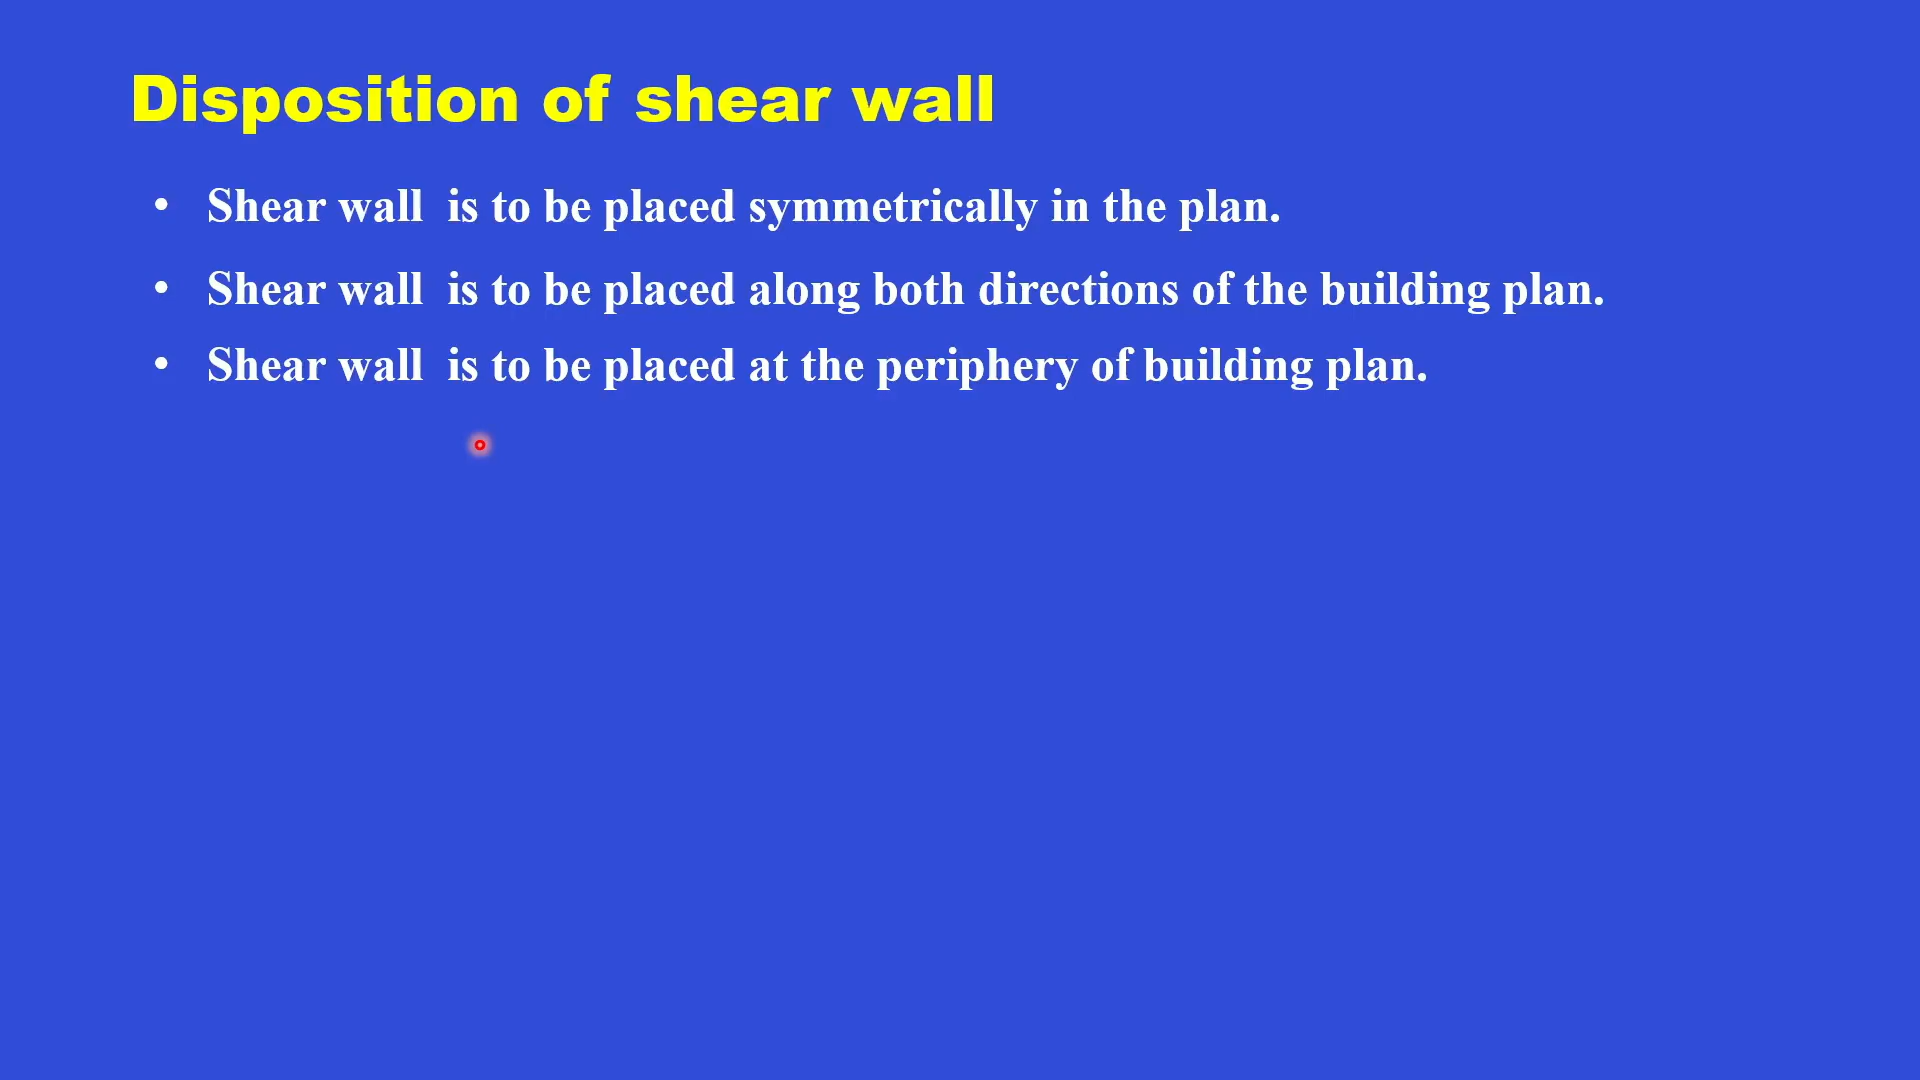 Disposition of shear wall
• Shear wall  is to be placed symmetrically in the plan.
• Shear wall  is to be placed along both directions of the building plan.
• Shear wall  is to be placed at the periphery of building plan.